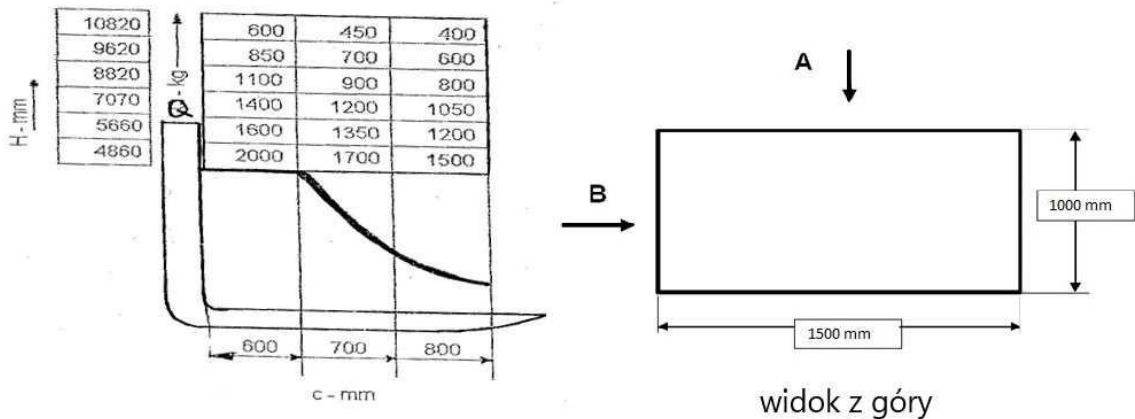 10820
9620
8820
7070
5660
4860
H - mm
Q - kg
600 450 400
850 700 600
1100 900 800
1400 1200 1050
1600 1350 1200
2000 1700 1500
600 700 800
c - mm
A
B
1000 mm
1500 mm
widok z góry